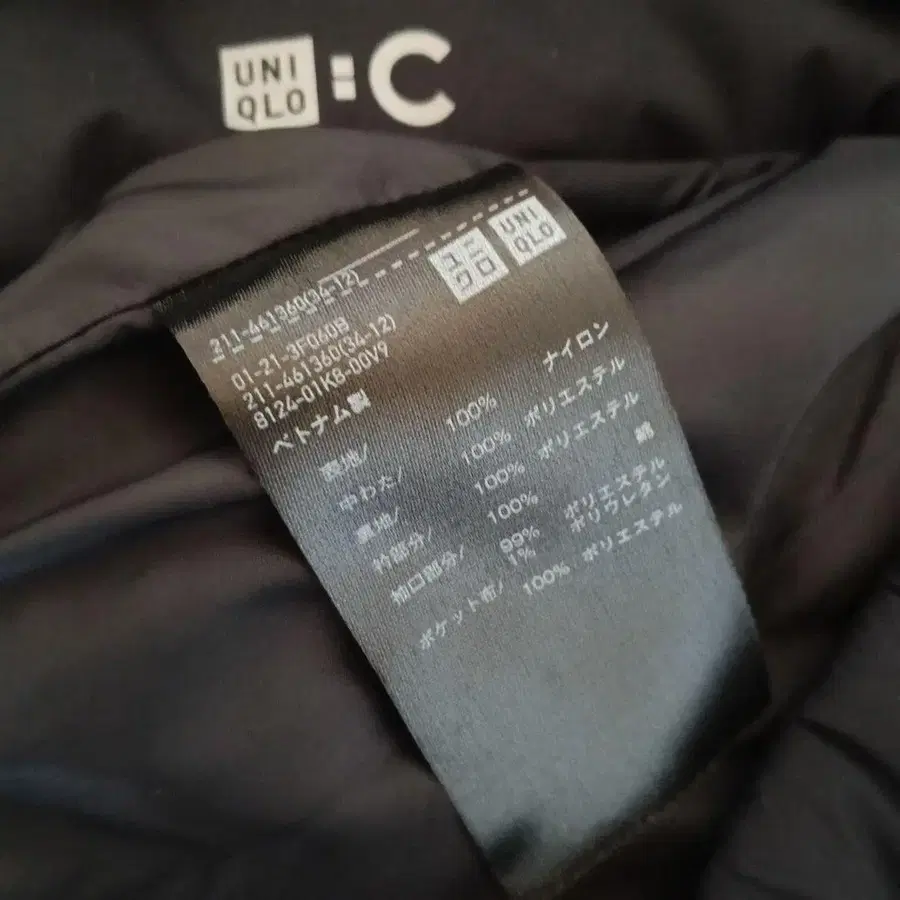 UNI
QLO : C
ユニ
クロ
UNI
QLO
211-461360(34-12)
01-21-3F060B
211-461360(34-12)
8124-01K8-00V9
ベトナム製
表地/ 100% ナイロン
中わた/ 100% ポリエステル
裏地/ 100% ポリエステル
衿部分/ 100% 綿
袖口部分/ 99% ポリエステル
1% ポリウレタン
ポケット布/ 100% ポリエステル